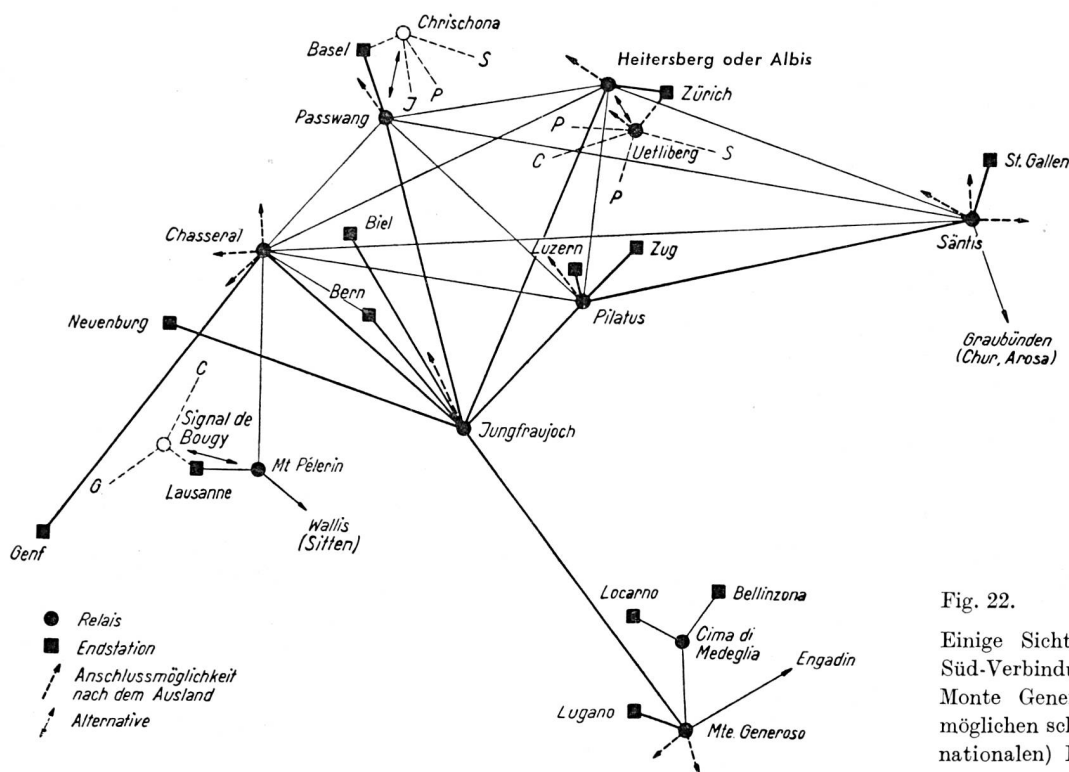 Chrischona
Basel
S
J
P
Passwang
Heitersberg oder Albis
Zürich
P
C
Uetliberg
S
P
St. Gallen
Säntis
Chasseral
Biel
Luzern
Zug
Bern
Pilatus
Neuenburg
Graubünden
(Chur, Arosa)
C
Signal de
Bougy
Jungfraujoch
G
Lausanne
Mt Pélerin
Wallis
(Sitten)
Genf
Locarno
Bellinzona
Cima di
Medeglia
Engadin
Lugano
Mte. Generoso
Relais
Endstation
Anschlussmöglichkeit
nach dem Ausland
Alternative
Fig. 22.
Einige Sicht
Süd-Verbindu
Monte Gene
möglichen sc
nationalen)